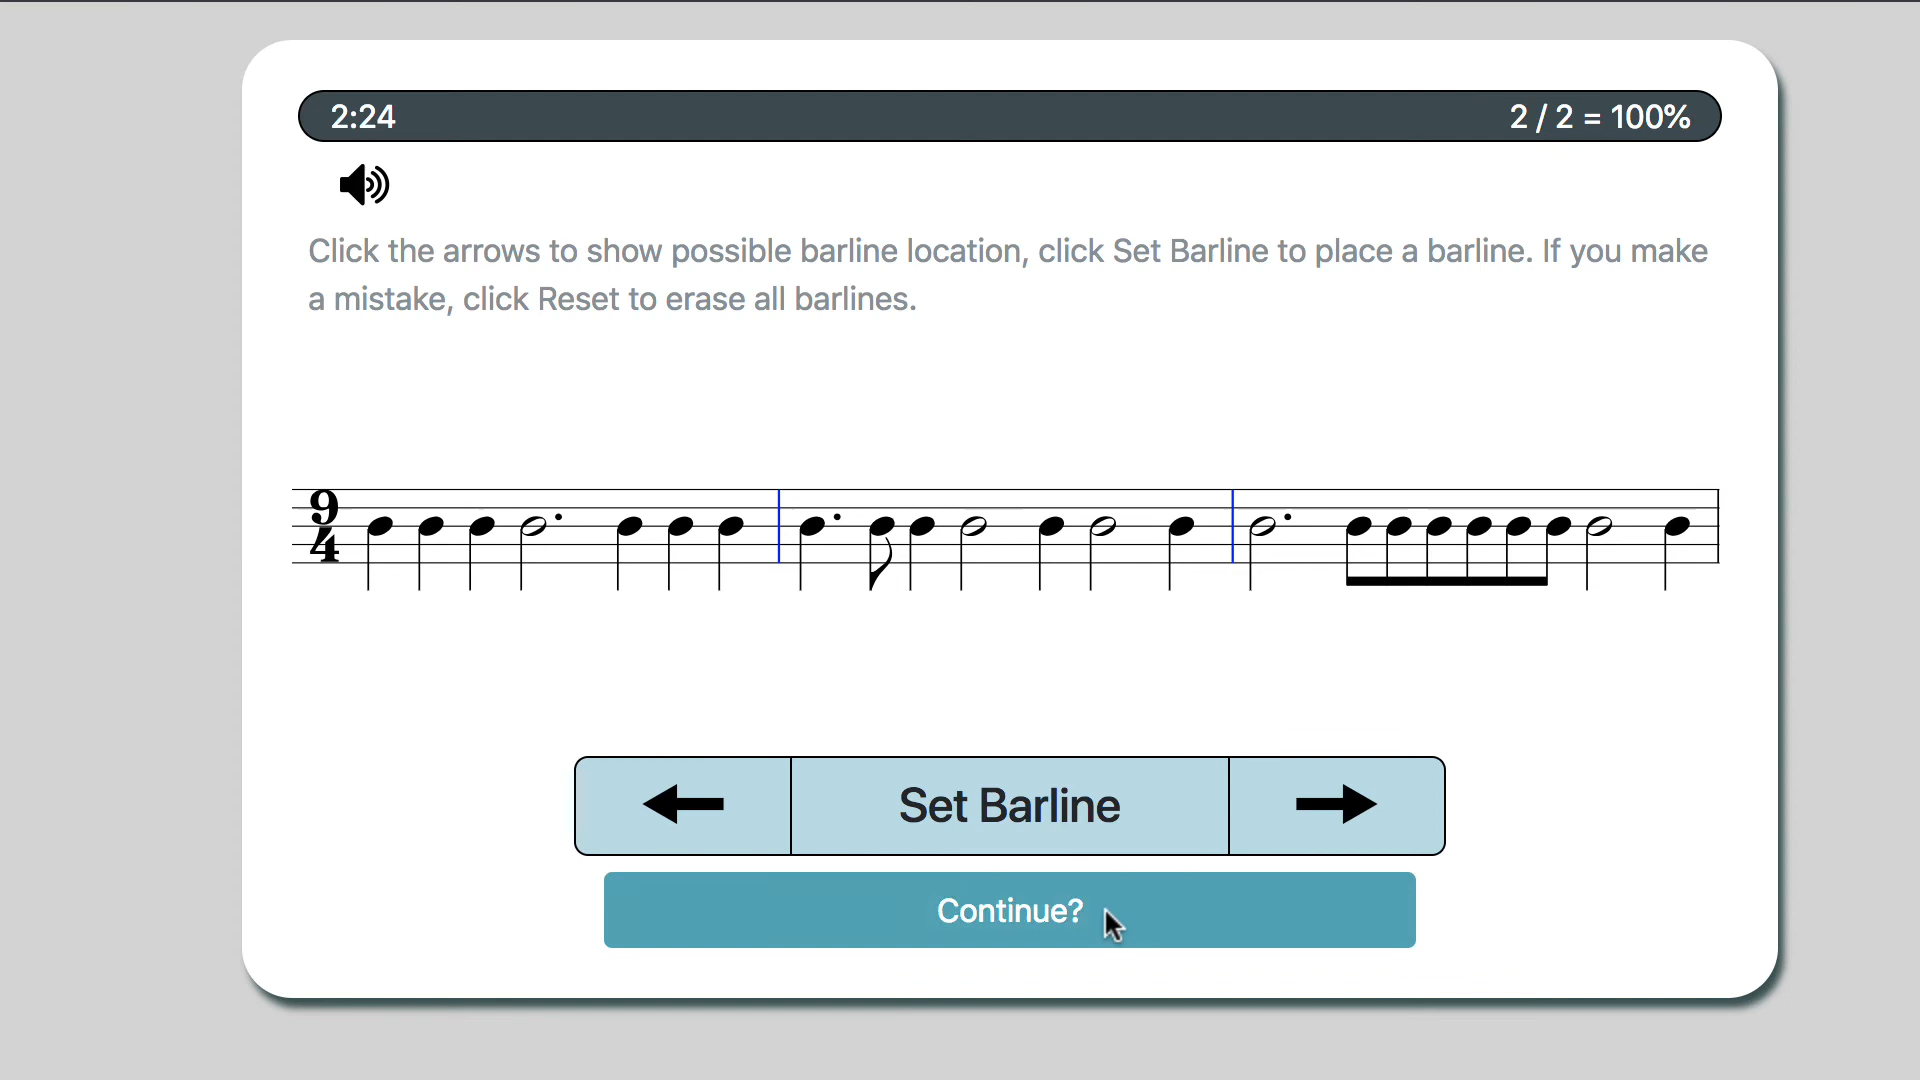 2:24
2 / 2 = 100%
Click the arrows to show possible barline location, click Set Barline to place a barline. If you make
a mistake, click Reset to erase all barlines.
9
4
Set Barline
Continue?